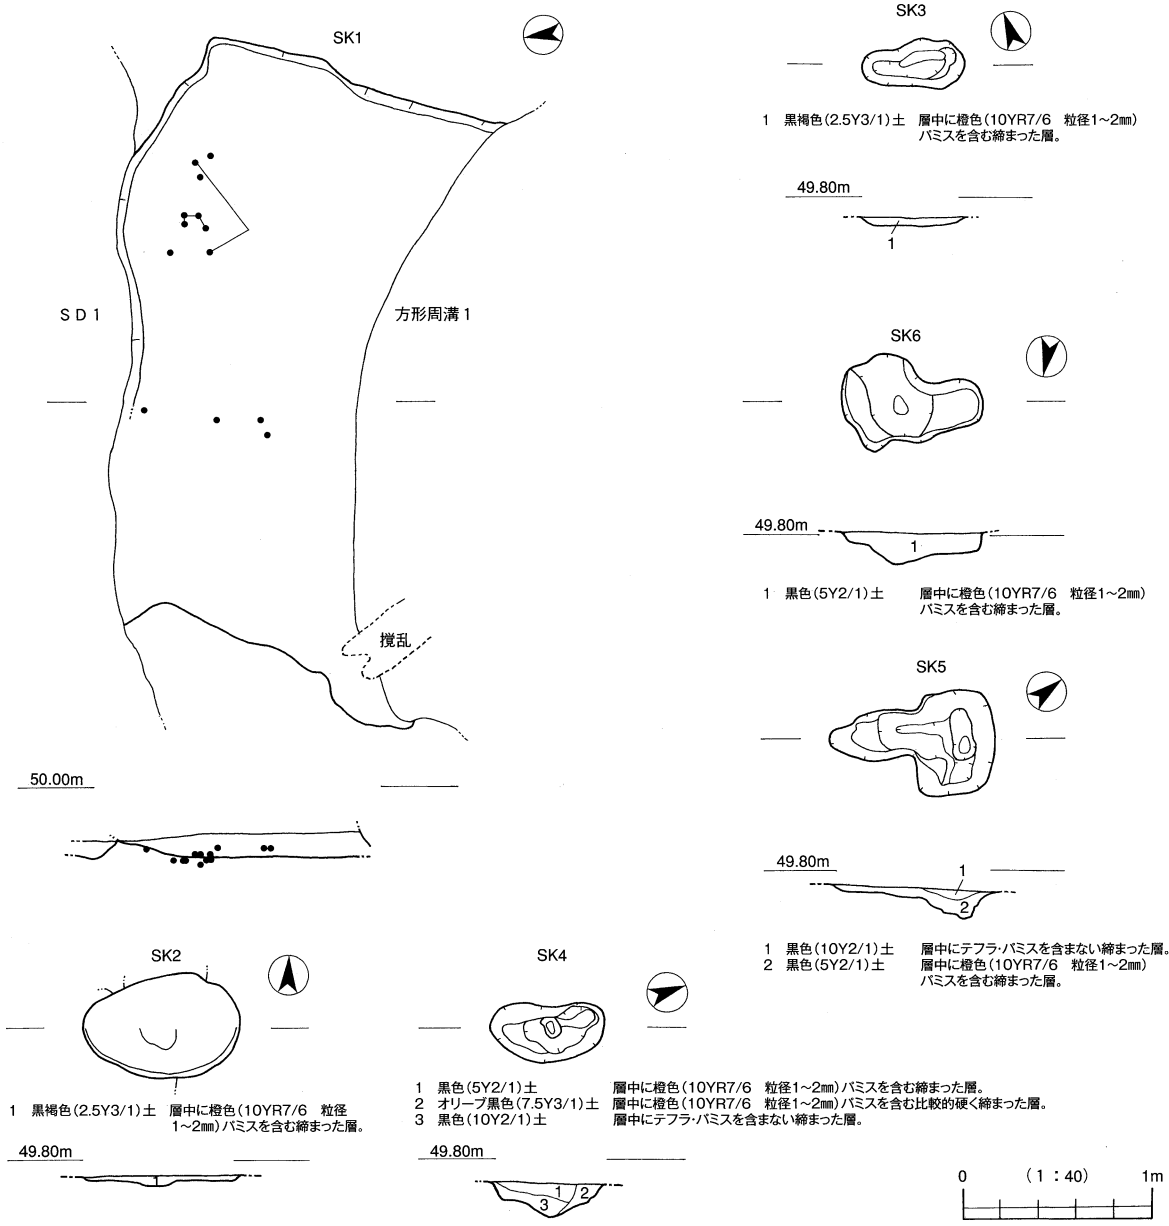 SK1
SD1
方形周溝1
撹乱
50.00m
SK3
1 黒褐色(2.5Y3/1)土 層中に橙色(10YR7/6 粒径1~2㎜)
パミスを含む締まった層。
49.80m
1
SK6
49.80m
1
1 黒色(5Y2/1)土 層中に橙色(10YR7/6 粒径1~2㎜)
パミスを含む締まった層。
SK5
49.80m
1
2
1 黒色(10Y2/1)土 層中にテフラ・パミスを含まない締まった層。
2 黒色(5Y2/1)土 層中に橙色(10YR7/6 粒径1~2㎜)
パミスを含む締まった層。
SK2
1 黒褐色(2.5Y3/1)土 層中に橙色(10YR7/6 粒径
1~2㎜)パミスを含む締まった層。
49.80m
1
SK4
1 黒色(5Y2/1)土 層中に橙色(10YR7/6 粒径1~2㎜)パミスを含む締まった層。
2 オリーブ黒色(7.5Y3/1)土 層中に橙色(10YR7/6 粒径1~2㎜)パミスを含む比較的硬く締まった層。
3 黒色(10Y2/1)土 層中にテフラ・パミスを含まない締まった層。
49.80m
1 2
3
0 (1:40) 1m